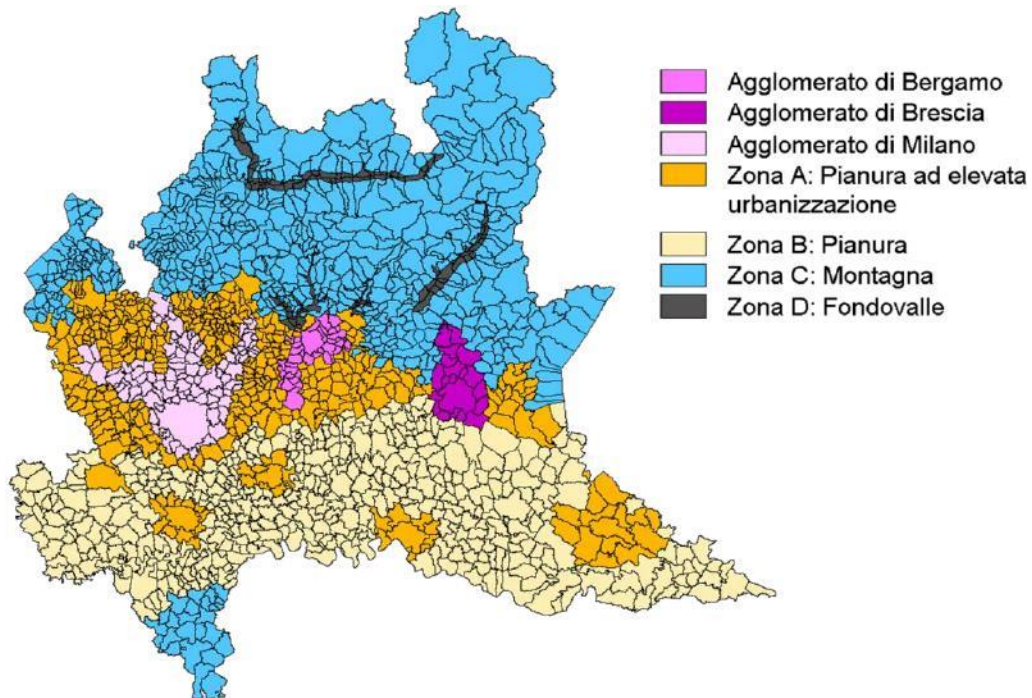 Agglomerato di Bergamo
Agglomerato di Brescia
Agglomerato di Milano
Zona A: Pianura ad elevata
urbanizzazione
Zona B: Pianura
Zona C: Montagna
Zona D: Fondovalle